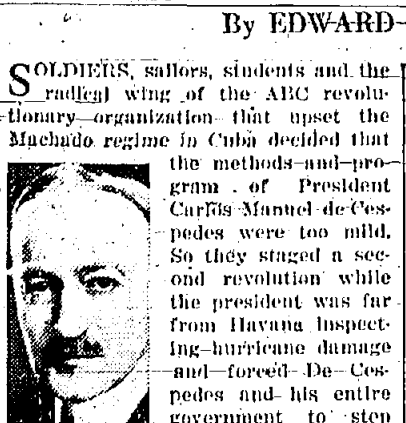 By EDWARD
SOLDIERS, sailors, students and the
radical wing of the ABC revolu-
tionary organization that upset the
Machado regime in Cuba decided that
the methods and pro-
gram of President
Carlos Manuel de Ces-
pedes were too mild.
So they staged a sec-
ond revolution while
the president was far
from Havana inspect-
ing hurricane damage
and forced De Ces-
pedes and his entire
government to step